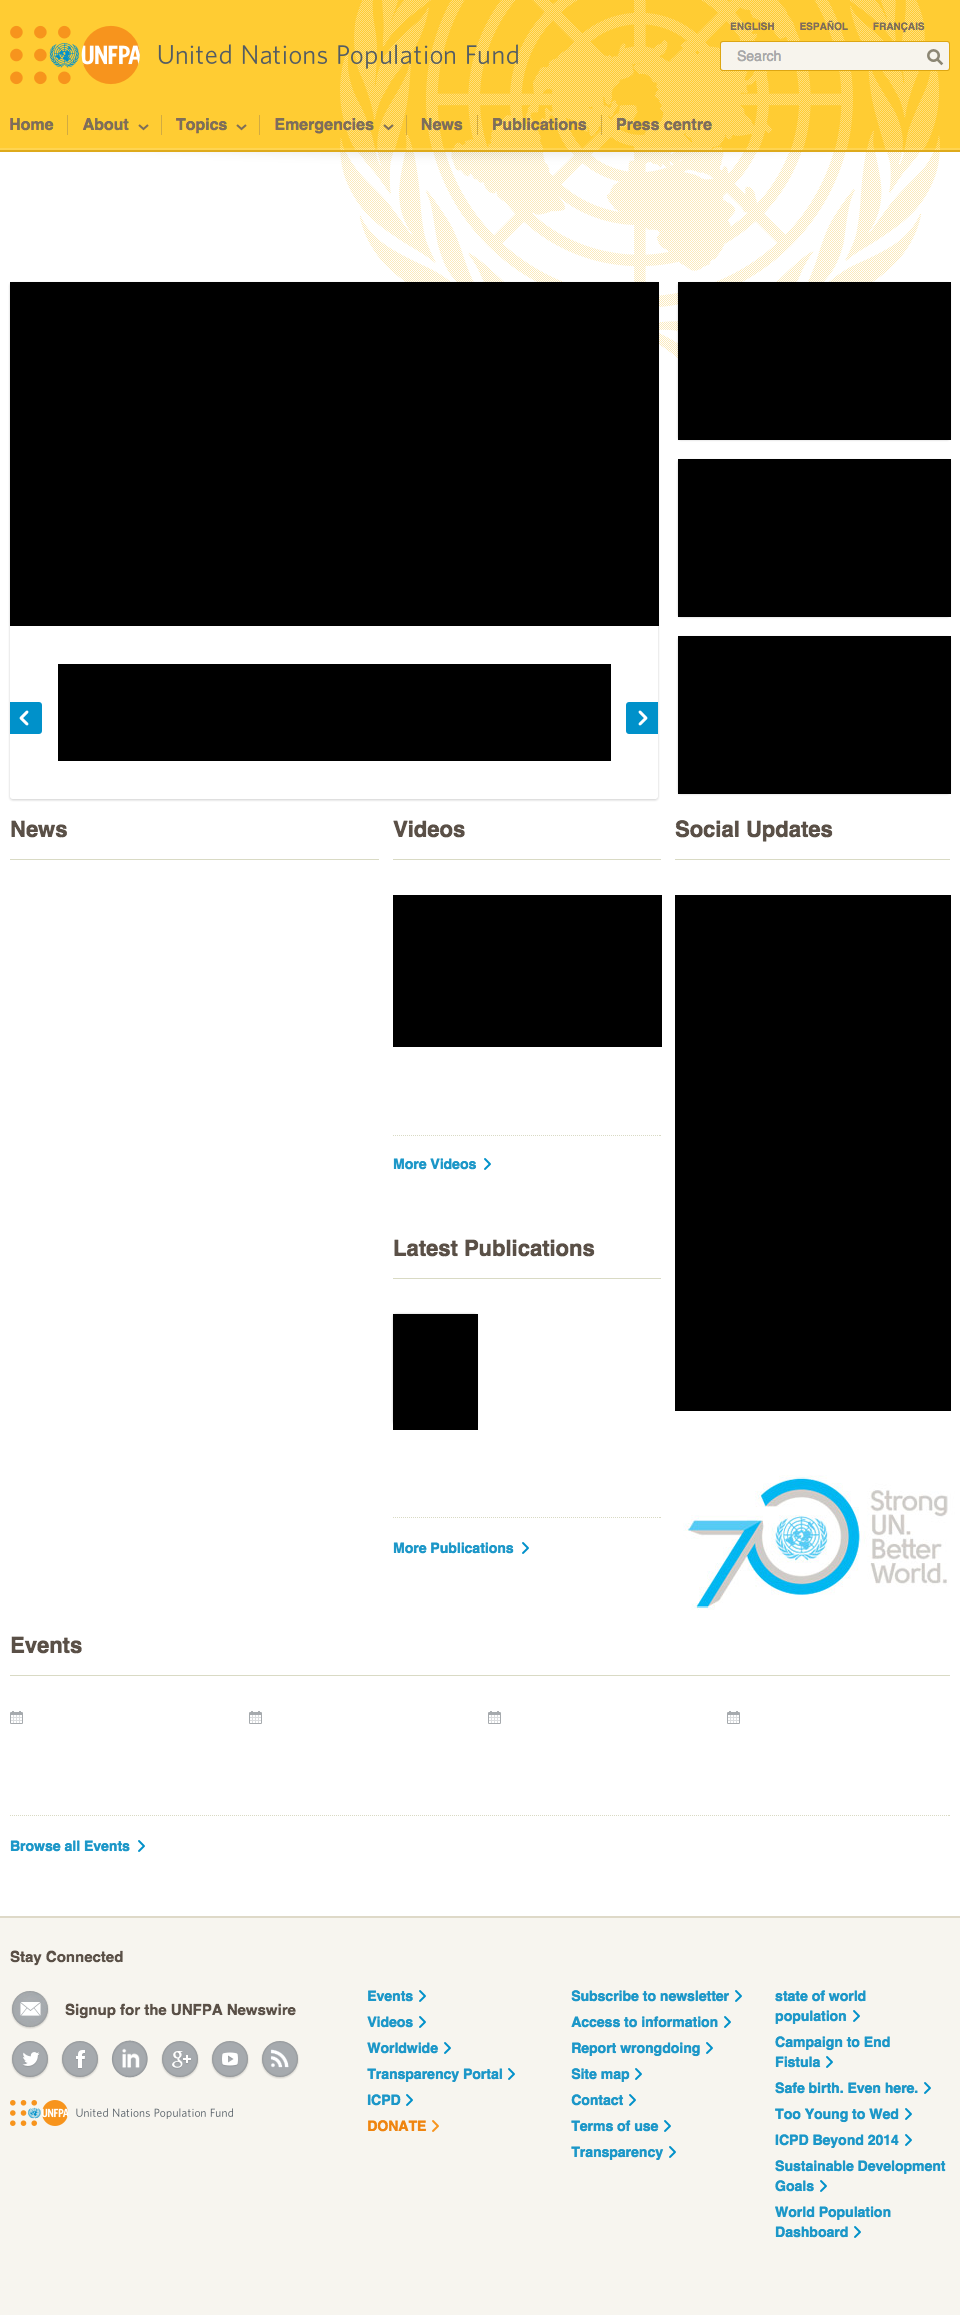 ENGLISH ESPAÑOL FRANÇAIS
UNFPA United Nations Population Fund
Search
Home About Topics Emergencies News Publications Press centre
News
Videos
Social Updates
More Videos
Latest Publications
More Publications
70
Strong
UN.
Better
World.
Events
Browse all Events
Stay Connected
Signup for the UNFPA Newswire
in g+
UNFPA United Nations Population Fund
Events
Videos
Worldwide
Transparency Portal
ICPD
DONATE
Subscribe to newsletter
Access to information
Report wrongdoing
Site map
Contact
Terms of use
Transparency
state of world
population
Campaign to End
Fistula
Safe birth. Even here.
Too Young to Wed
ICPD Beyond 2014
Sustainable Development
Goals
World Population
Dashboard